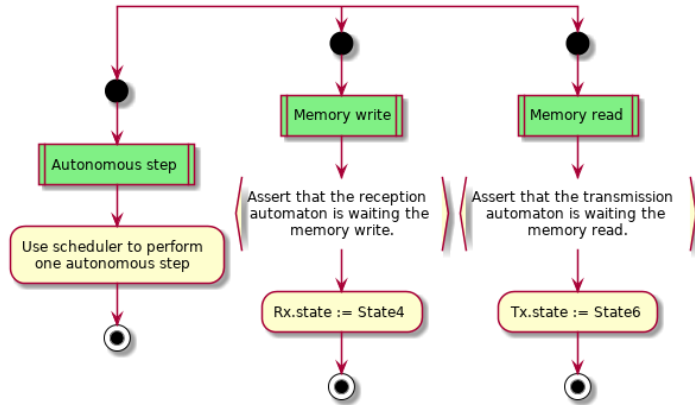 Autonomous step
Use scheduler to perform
one autonomous step
Memory write
Assert that the reception
automaton is waiting the
memory write.
Rx.state := State4
Memory read
Assert that the transmission
automaton is waiting the
memory read.
Tx.state := State6